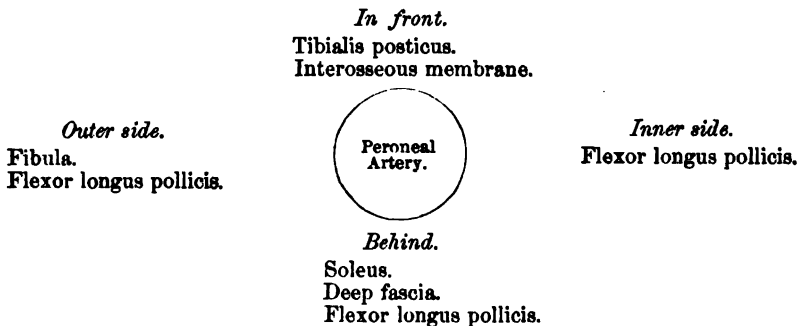 In front.
Tibialis posticus.
Interosseous membrane.
Outer side.
Fibula.
Flexor longus pollicis.
Peroneal
Artery.
Inner side.
Flexor longus pollicis.
Behind.
Soleus.
Deep fascia.
Flexor longus pollicis.